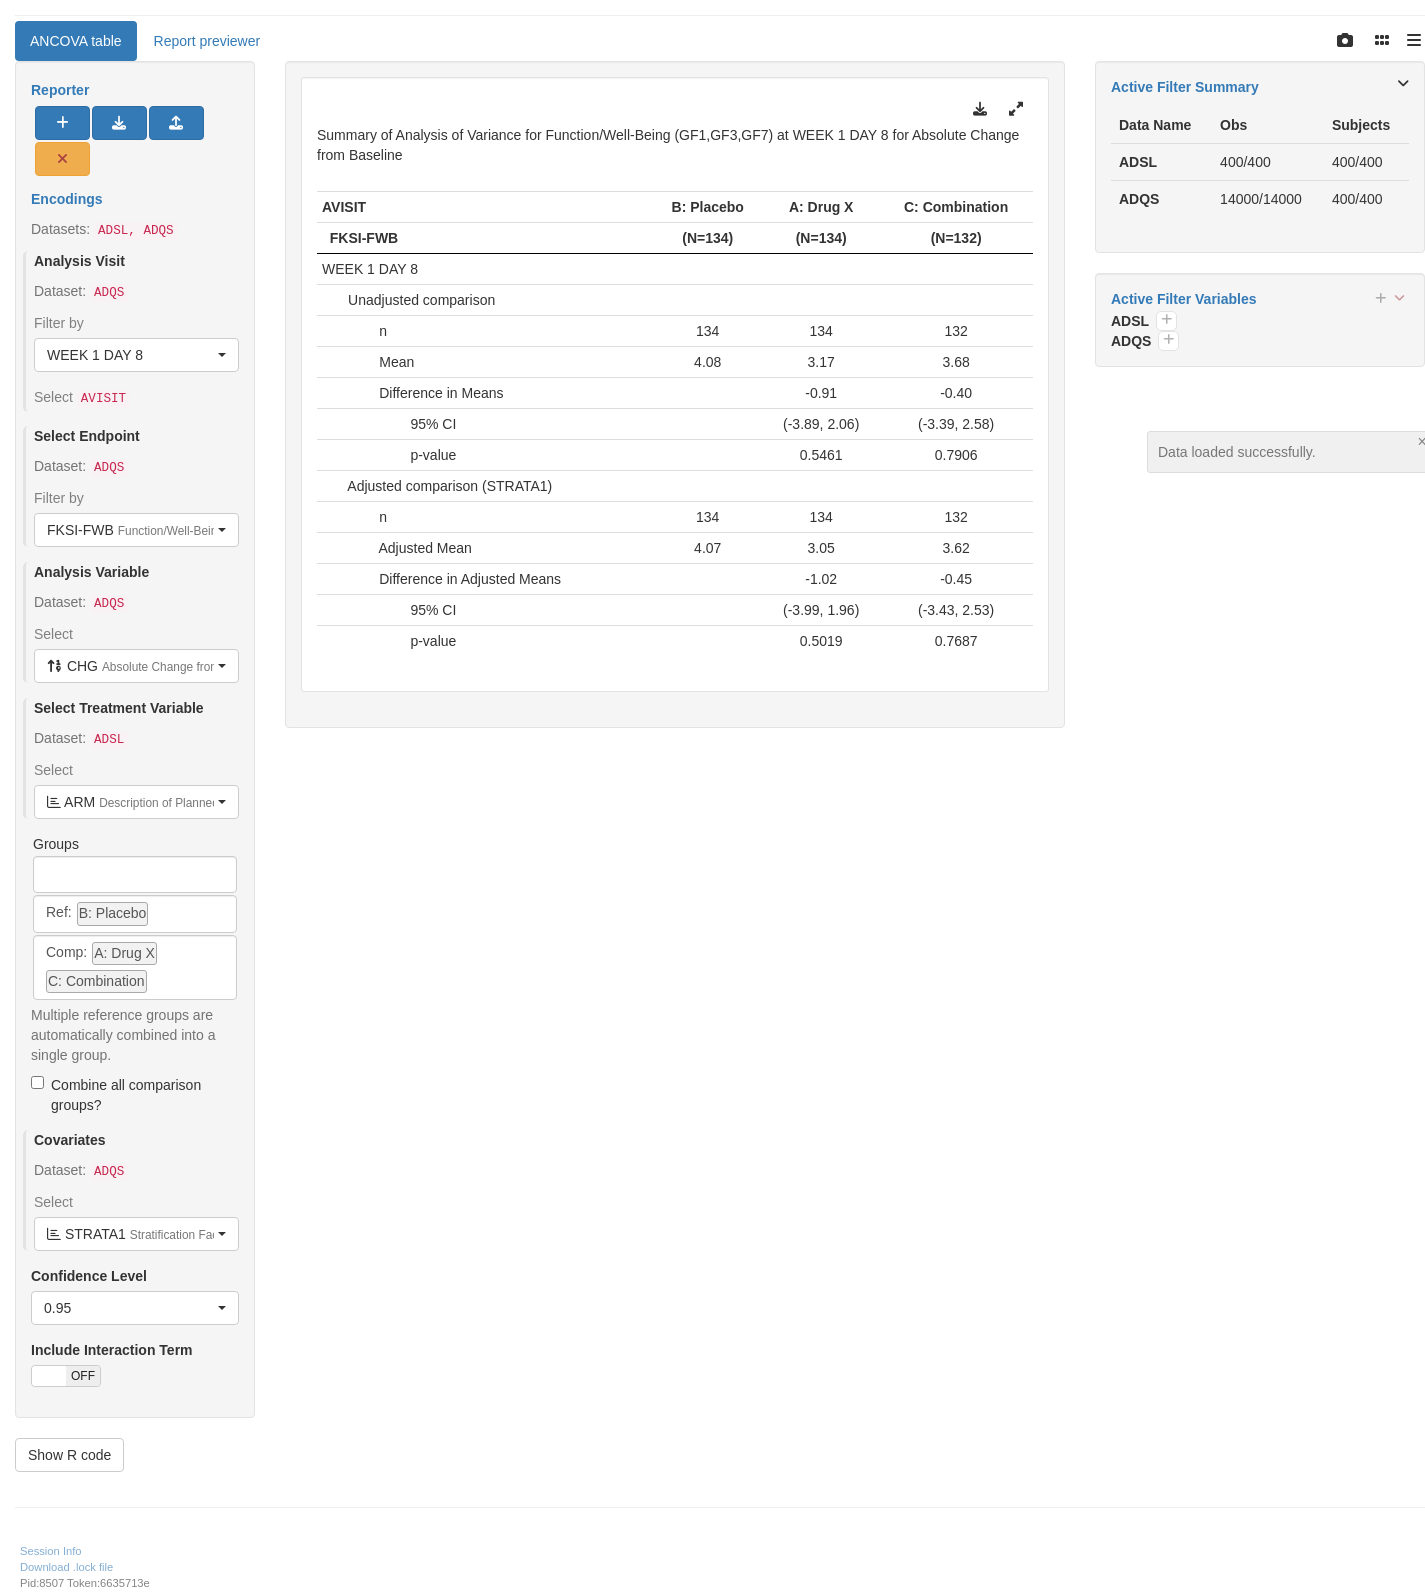 ANCOVA table
Report previewer
Reporter
Encodings
Datasets: ADSL, ADQS
Analysis Visit
Dataset: ADQS
Filter by
WEEK 1 DAY 8
Select AVISIT
Select Endpoint
Dataset: ADQS
Filter by
FKSI-FWB Function/Well-Beir
Analysis Variable
Dataset: ADQS
Select
CHG Absolute Change from
Select Treatment Variable
Dataset: ADSL
Select
ARM Description of Planned
Groups
Ref: B: Placebo
Comp: A: Drug X
C: Combination
Multiple reference groups are
automatically combined into a
single group.
Combine all comparison
groups?
Covariates
Dataset: ADQS
Select
STRATA1 Stratification Fac
Confidence Level
0.95
Include Interaction Term
OFF
Show R code
Summary of Analysis of Variance for Function/Well-Being (GF1,GF3,GF7) at WEEK 1 DAY 8 for Absolute Change
from Baseline
AVISIT B: Placebo A: Drug X C: Combination
FKSI-FWB (N=134) (N=134) (N=132)
WEEK 1 DAY 8
Unadjusted comparison
n 134 134 132
Mean 4.08 3.17 3.68
Difference in Means -0.91 -0.40
95% CI (-3.89, 2.06) (-3.39, 2.58)
p-value 0.5461 0.7906
Adjusted comparison (STRATA1)
n 134 134 132
Adjusted Mean 4.07 3.05 3.62
Difference in Adjusted Means -1.02 -0.45
95% CI (-3.99, 1.96) (-3.43, 2.53)
p-value 0.5019 0.7687
Active Filter Summary
Data Name Obs Subjects
ADSL 400/400 400/400
ADQS 14000/14000 400/400
Active Filter Variables
ADSL
ADQS
Data loaded successfully.
Session Info
Download .lock file
Pid:8507 Token:6635713e